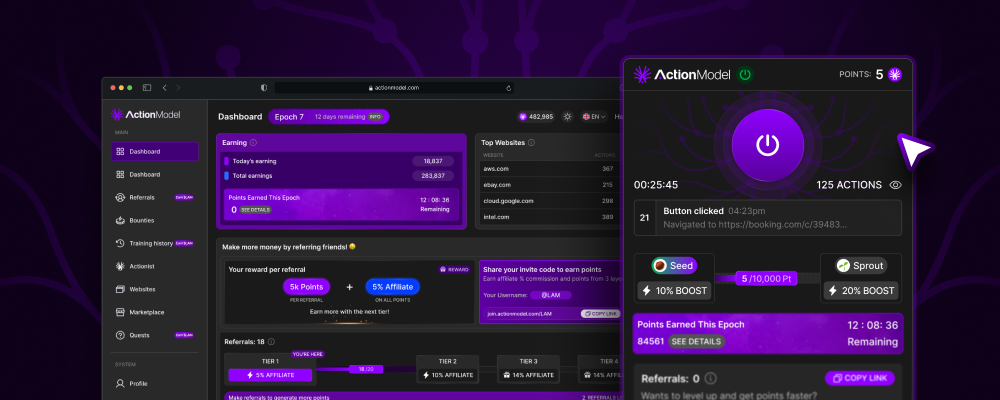 actionmodel.com
ActionModel
MAIN
Dashboard
Dashboard
Referrals
Bounties
Training history
Actionist
Websites
Marketplace
Quests
SYSTEM
Profile
Dashboard
Epoch 7
12 days remaining
INFO
482,985
EN
Earning
Today's earning
18,837
Total earnings
283,837
Points Earned This Epoch
12 : 08 : 36
0
SEE DETAILS
Remaining
Top Websites
WEBSITE
ACTIONS
aws.com
367
ebay.com
215
cloud.google.com
298
intel.com
389
Make more money by referring friends!
Your reward per referral
REWARD
5k Points
+
5% Affiliate
PER REFERRAL
ON ALL POINTS
Earn more with the next tier!
Share your invite code to earn points
Earn affiliate % commission and points from 3
Your Username:
@LAM
join.actionmodel.com/LAM
COPY LINK
Referrals: 18
YOU'RE HERE
TIER 1
5% AFFILIATE
18/20
TIER 2
10% AFFILIATE
TIER 3
14% AFFILIATE
TIER 4
14%
Make referrals to generate more points
ActionModel
POINTS: 5
00:25:45
125 ACTIONS
21
Button clicked 04:23pm
Navigated to https://booking.com/c/39483...
Seed
10% BOOST
5 /10,000 Pt
Sprout
20% BOOST
Points Earned This Epoch
12 : 08 : 36
84561
SEE DETAILS
Remaining
Referrals: 0
COPY LINK
Wants to level up and get points faster?